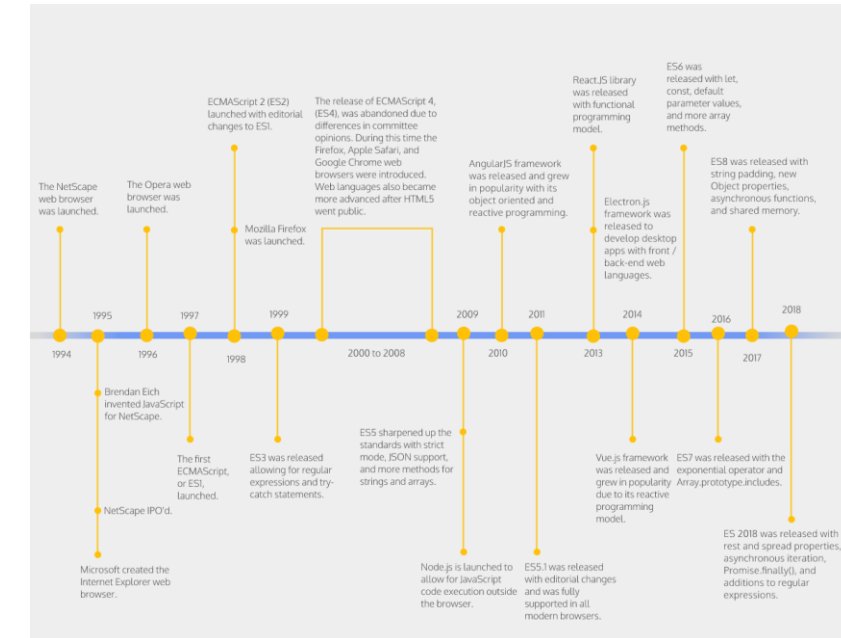 The NetScape
web browser
was launched.
The Opera web
browser was
launched.
ECMAScript 2 (ES2)
launched with editorial
changes to ES1.
Mozilla Firefox
was launched.
The release of ECMAScript 4,
(ES4), was abandoned due to
differences in committee
opinions. During this time the
Firefox, Apple Safari, and
Google Chrome web
browsers were introduced.
Web languages also became
more advanced after HTML5
went public.
AngularJS framework
was released and grew
in popularity with its
object oriented and
reactive programming.
React.JS library
was released
with functional
programming
model.
Electron.js
framework was
released to
develop desktop
apps with front /
back-end web
languages.
ES6 was
released with let,
const, default
parameter values,
and more array
methods.
ES8 was released with
string padding, new
Object properties,
asynchronous functions,
and shared memory.
1995
1997
1999
2009
2011
2014
2016
2018
1994
1996
1998
2000 to 2008
2010
2013
2015
2017
Brendan Eich
invented JavaScript
for NetScape.
NetScape IPO'd.
Microsoft created the
Internet Explorer web
browser.
The first
ECMAScript,
or ES1,
launched.
ES3 was released
allowing for regular
expressions and try-
catch statements.
ES5 sharpened up the
standards with strict
mode, JSON support,
and more methods for
strings and arrays.
Node.js is launched to
allow for JavaScript
code execution outside
the browser.
ES5.1 was released
with editorial changes
and was fully
supported in all
modern browsers.
Vue.js framework
was released and
grew in popularity
due to its reactive
programming
model.
ES7 was released with the
exponential operator and
Array.prototype.includes.
ES 2018 was released with
rest and spread properties,
asynchronous iteration,
Promise.finally(), and
additions to regular
expressions.